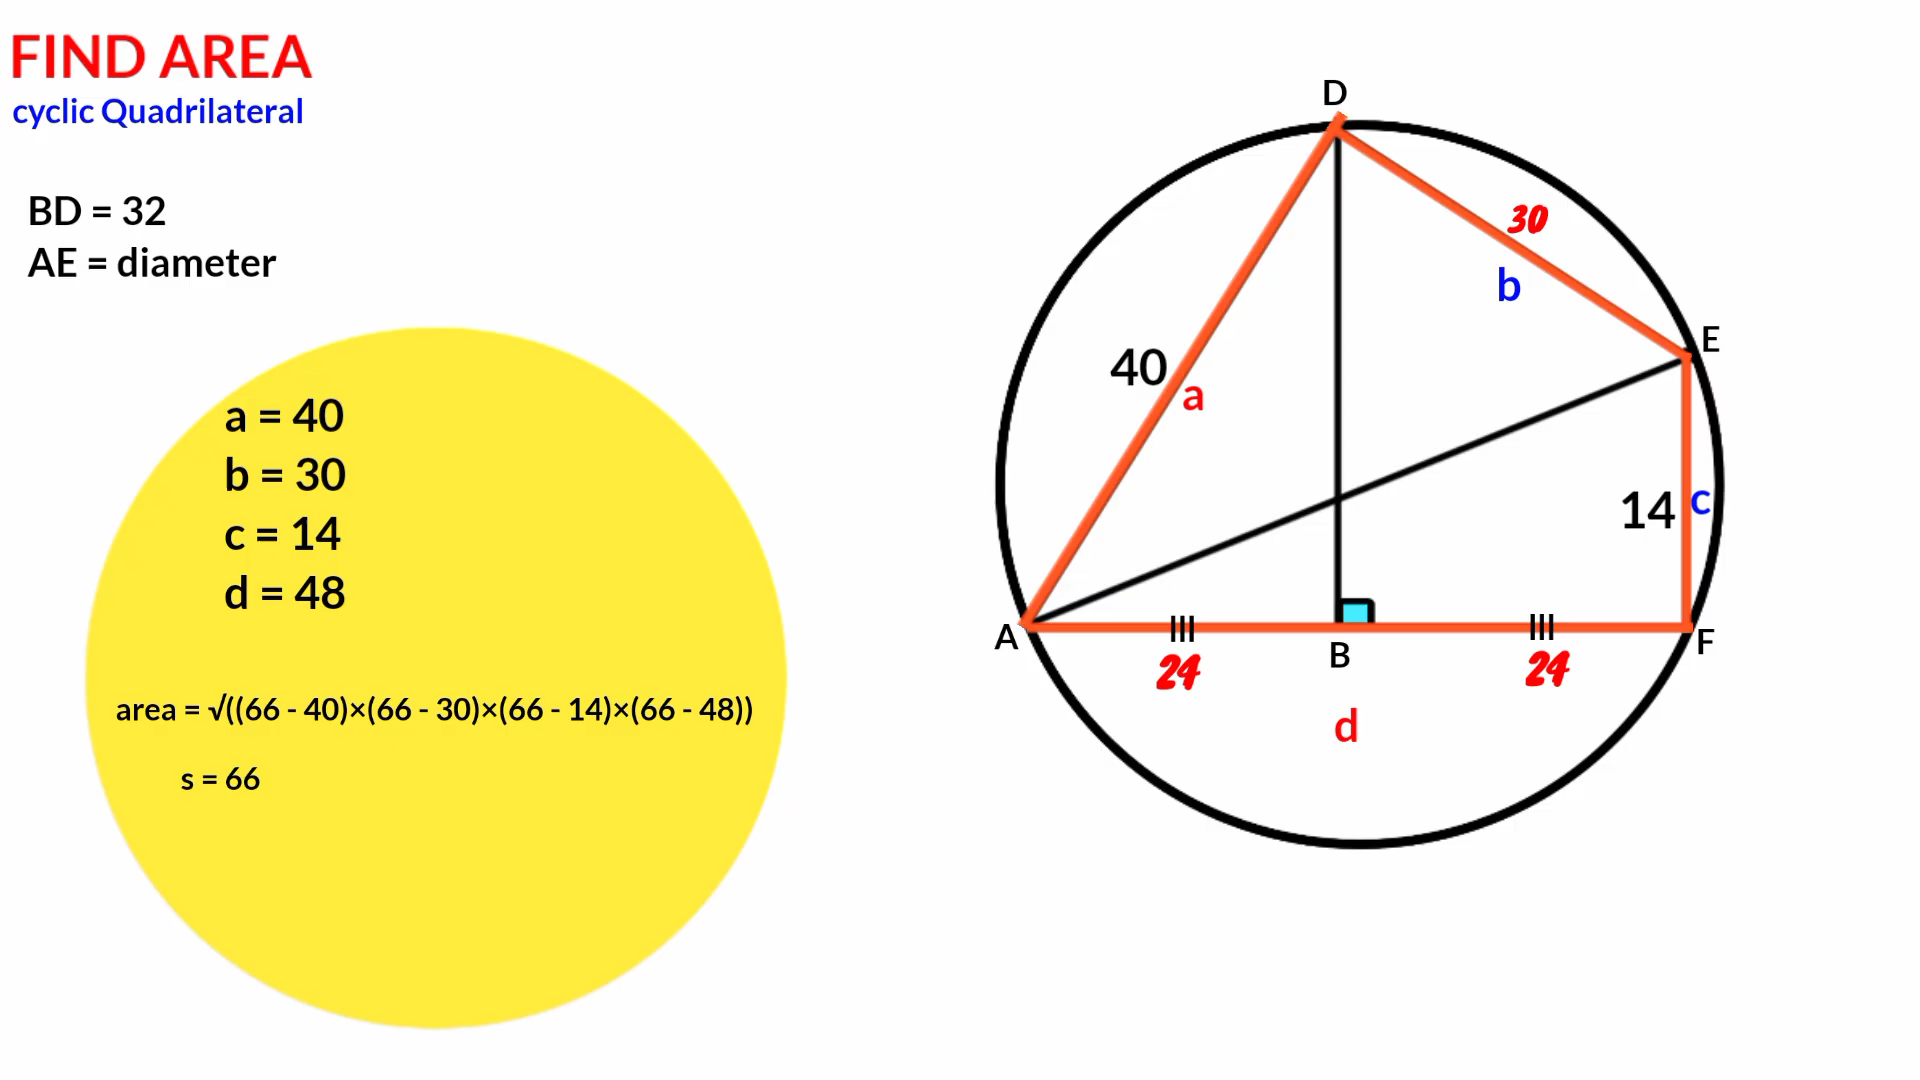 FIND AREA
cyclic Quadrilateral
BD = 32
AE = diameter
a = 40
b = 30
c = 14
d = 48
area = √((66 - 40)×(66 - 30)×(66 - 14)×(66 - 48))
s = 66
D
30
b
E
40
a
14
c
A
B
F
24
24
d